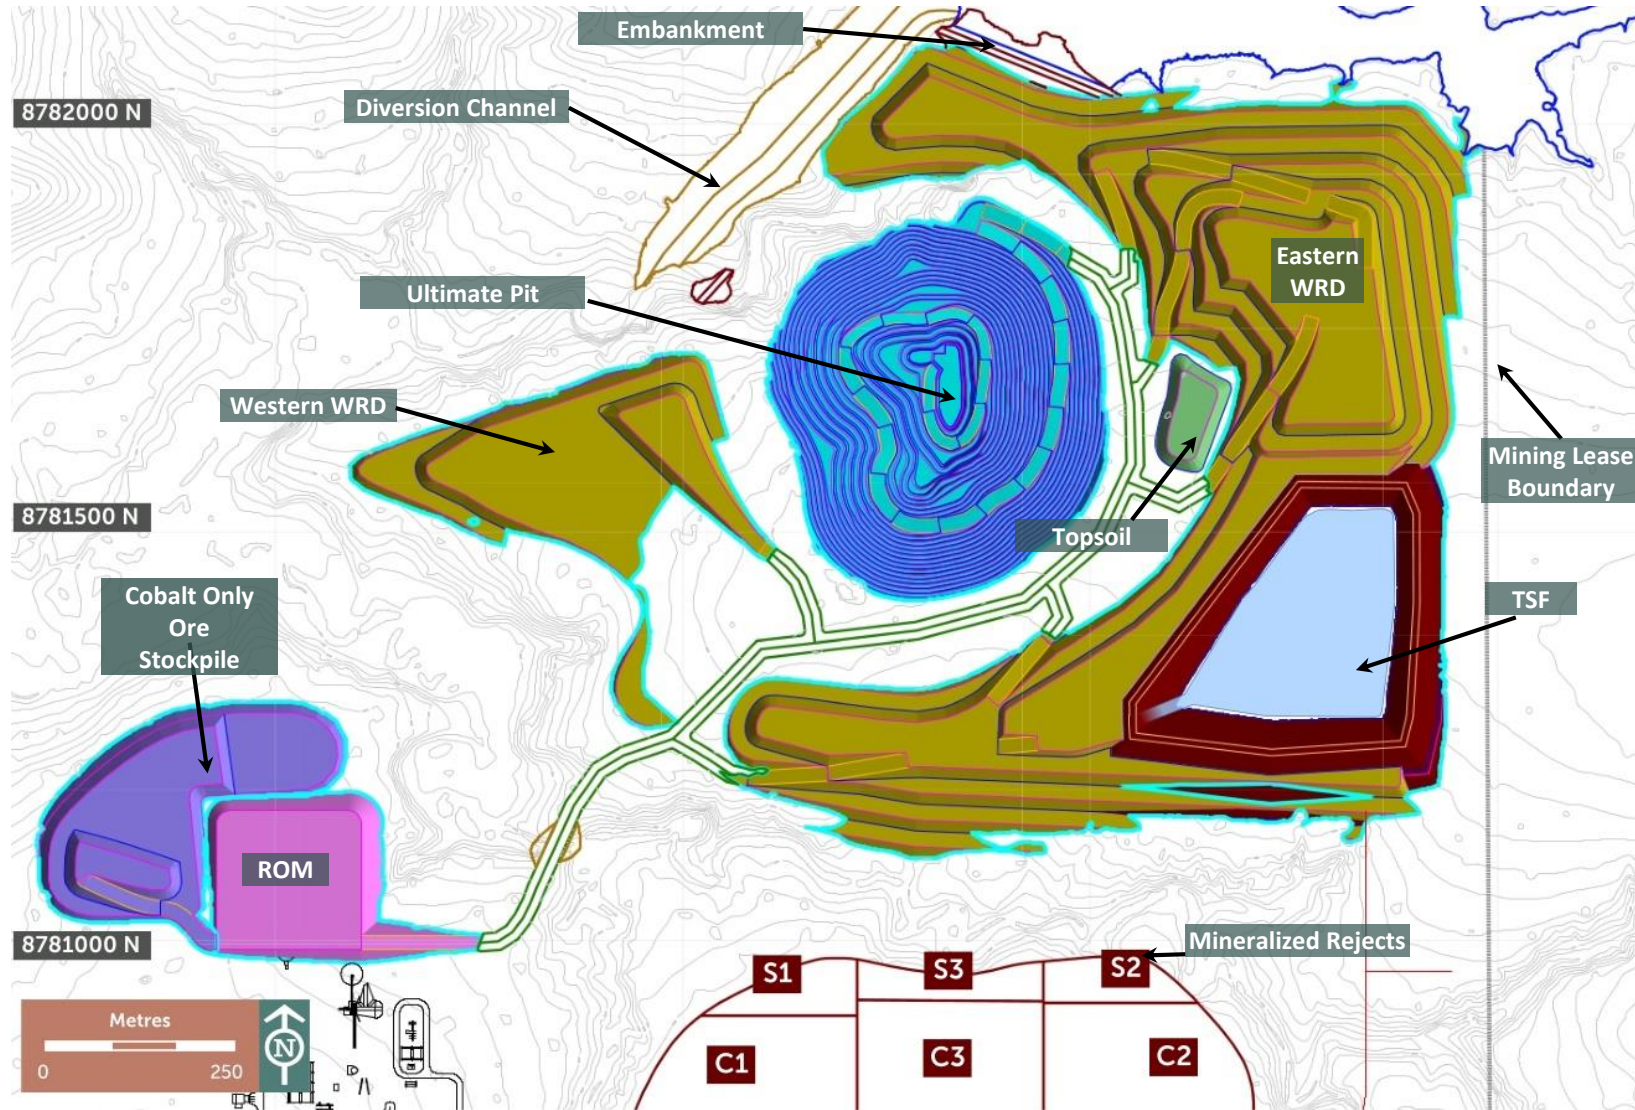 Embankment
Diversion Channel
8782000 N
Eastern
WRD
Ultimate Pit
Western WRD
Mining Lease
Boundary
8781500 N
Topsoil
Cobalt Only
Ore
Stockpile
TSF
ROM
8781000 N
Mineralized Rejects
S1
S3
S2
Metres
0
250
N
C1
C3
C2